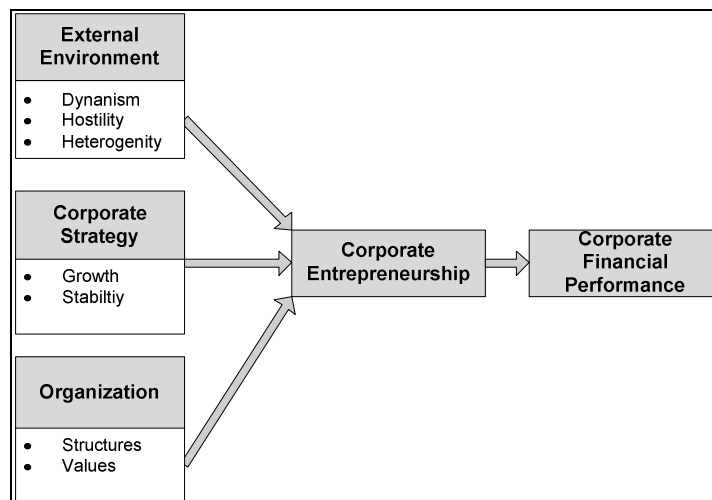 External
Environment
● Dynanism
● Hostility
● Heterogenity
Corporate
Strategy
● Growth
● Stabiltiy
Organization
● Structures
● Values
Corporate
Entrepreneurship
Corporate
Financial
Performance